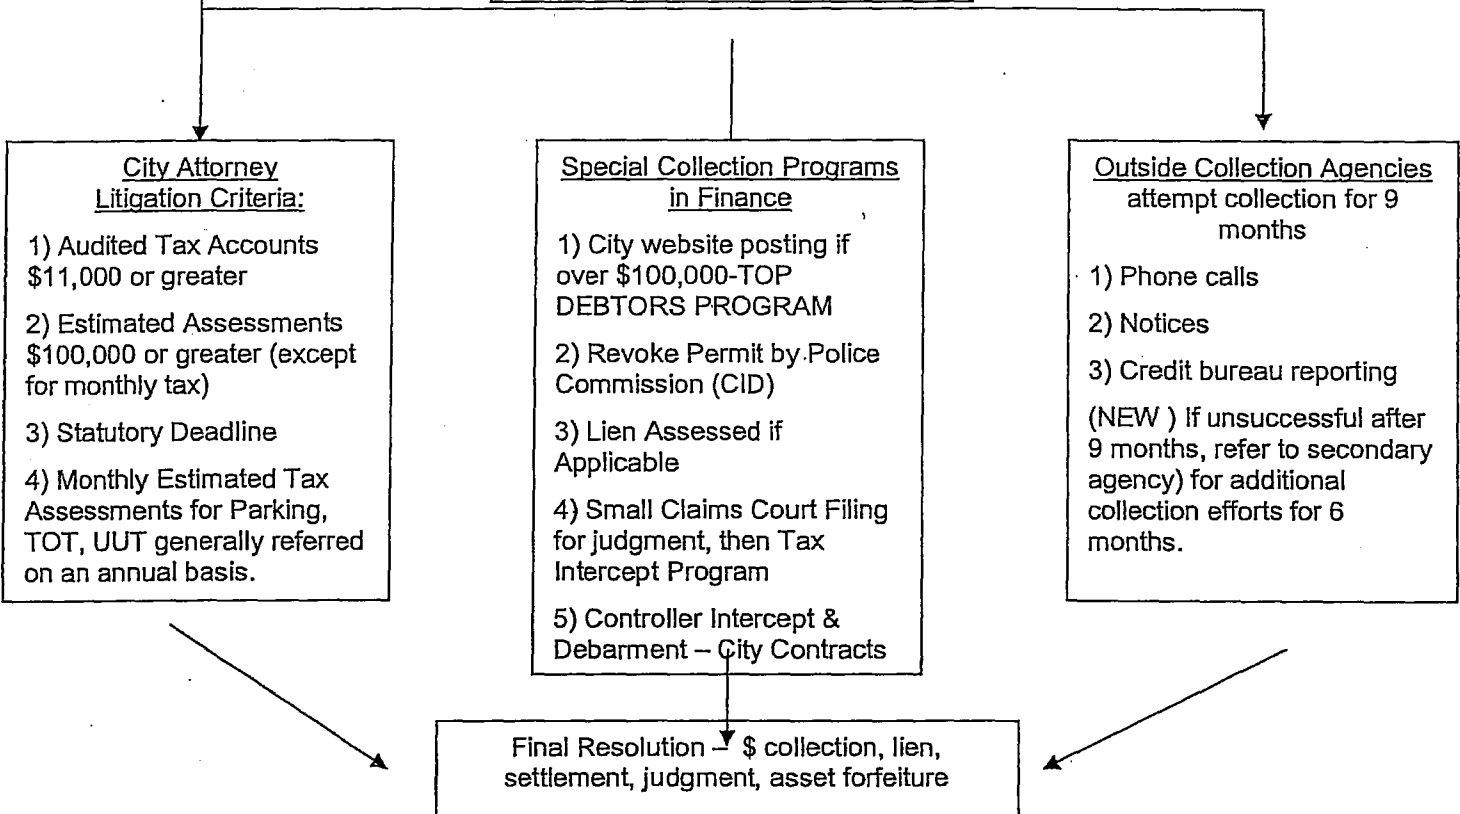 City Attorney
Litigation Criteria:
1) Audited Tax Accounts
$11,000 or greater
2) Estimated Assessments
$100,000 or greater (except
for monthly tax)
3) Statutory Deadline
4) Monthly Estimated Tax
Assessments for Parking,
TOT, UUT generally referred
on an annual basis.
Special Collection Programs
in Finance
1) City website posting if
over $100,000-TOP
DEBTORS PROGRAM
2) Revoke Permit by Police
Commission (CID)
3) Lien Assessed if
Applicable
4) Small Claims Court Filing
for judgment, then Tax
Intercept Program
5) Controller Intercept &
Debarment – City Contracts
Outside Collection Agencies
attempt collection for 9
months
1) Phone calls
2) Notices
3) Credit bureau reporting
(NEW ) If unsuccessful after
9 months, refer to secondary
agency) for additional
collection efforts for 6
months.
Final Resolution – $ collection, lien,
settlement, judgment, asset forfeiture